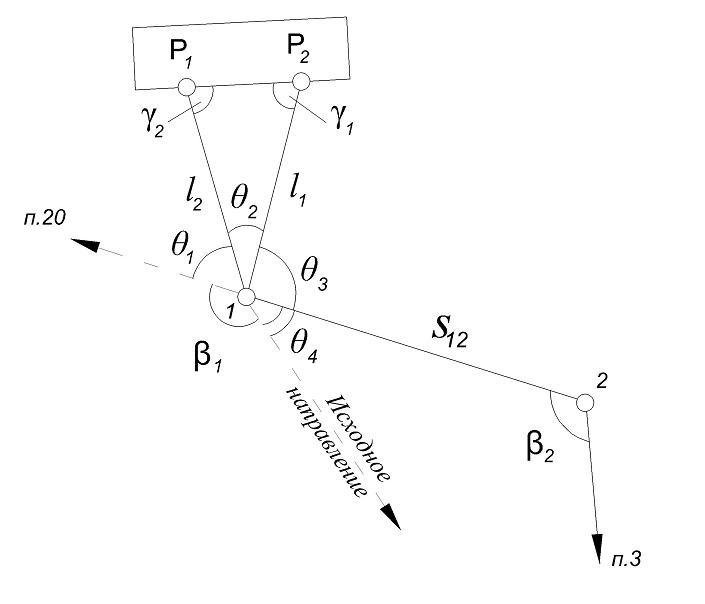 P₁ P₂
γ₂ γ₁
l₂ θ₂ l₁
п.20
θ₁ θ₃
1
β₁ θ₄ S₁₂
2
Исходное
направление
β₂
п.3